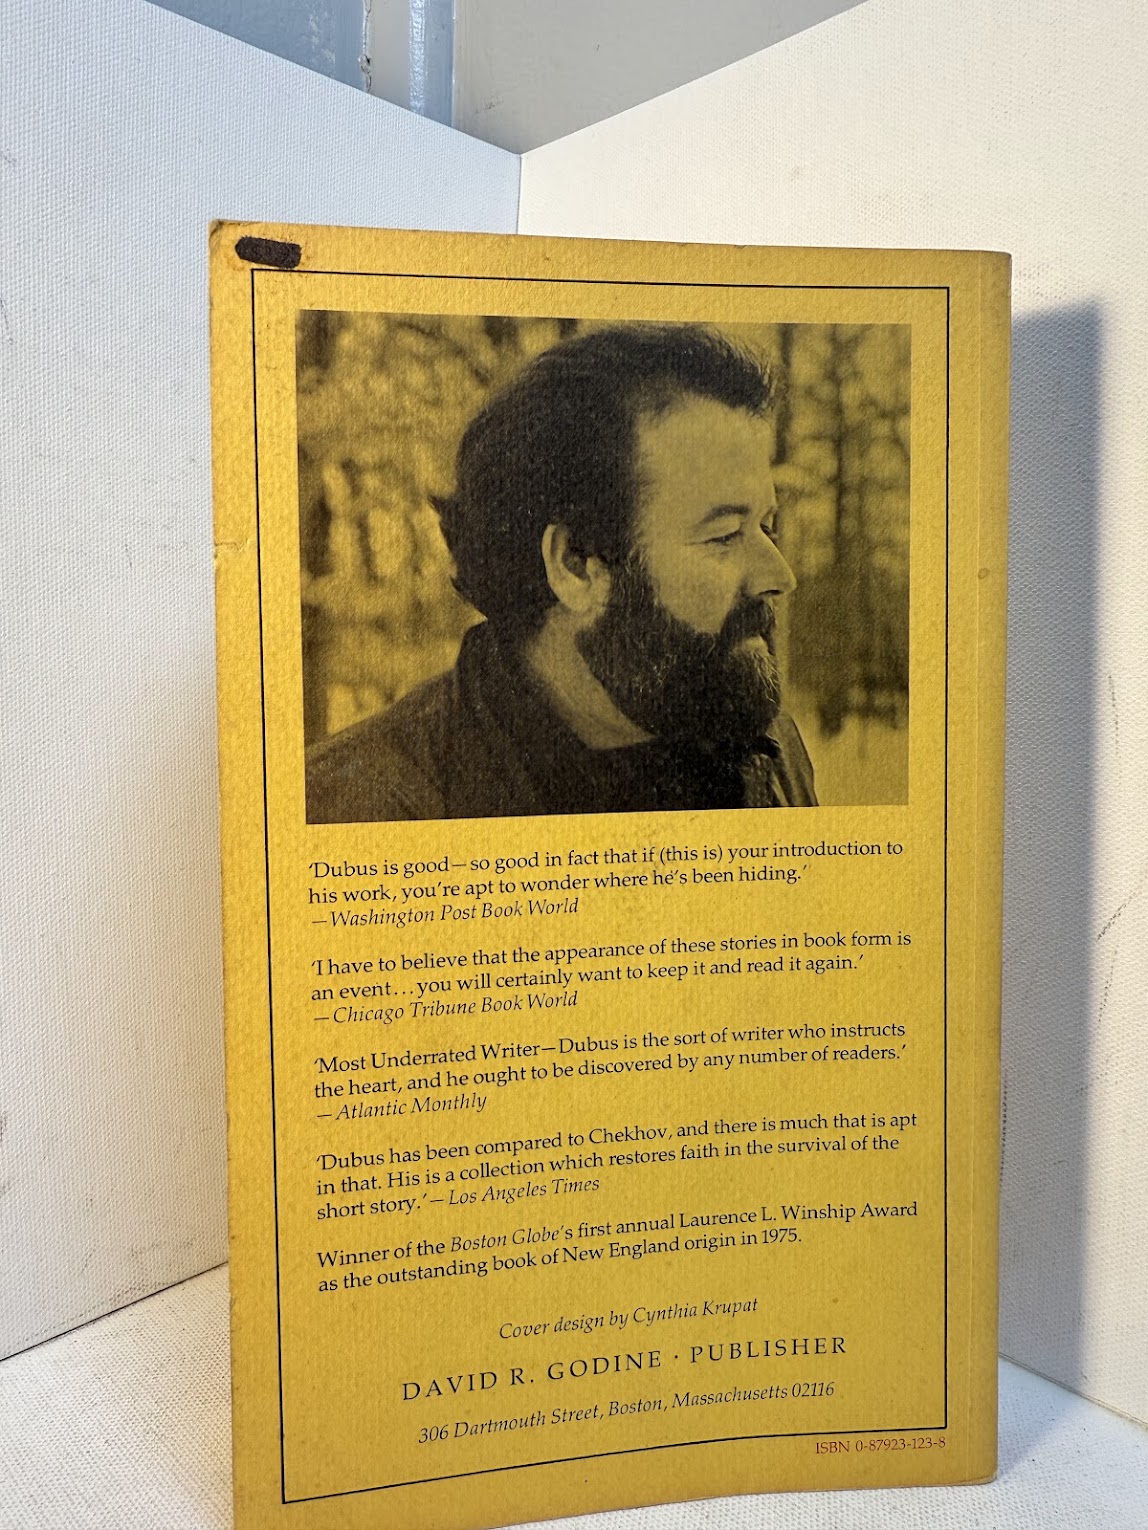 'Dubus is good—so good in fact that if (this is) your introduction to
his work, you're apt to wonder where he's been hiding.'
—Washington Post Book World
'I have to believe that the appearance of these stories in book form is
an event...you will certainly want to keep it and read it again.'
—Chicago Tribune Book World
'Most Underrated Writer—Dubus is the sort of writer who instructs
the heart, and he ought to be discovered by any number of readers.'
—Atlantic Monthly
'Dubus has been compared to Chekhov, and there is much that is apt
in that. His is a collection which restores faith in the survival of the
short story.'—Los Angeles Times
Winner of the Boston Globe's first annual Laurence L. Winship Award
as the outstanding book of New England origin in 1975.
Cover design by Cynthia Krupat
DAVID R. GODINE · PUBLISHER
306 Dartmouth Street, Boston, Massachusetts 02116
ISBN 0-87923-123-8